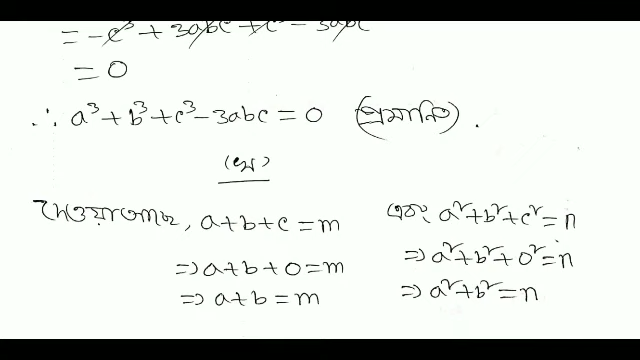 = -c³ + 3abc + c³ - 3abc
= 0
∴ a³ + b³ + c³ - 3abc = 0 (প্রমাণিত).
দেওয়া আছে, a + b + c = m এবং a² + b² + c² = n
⇒ a + b + 0 = m ⇒ a² + b² + 0² = n
⇒ a + b = m ⇒ a² + b² = n